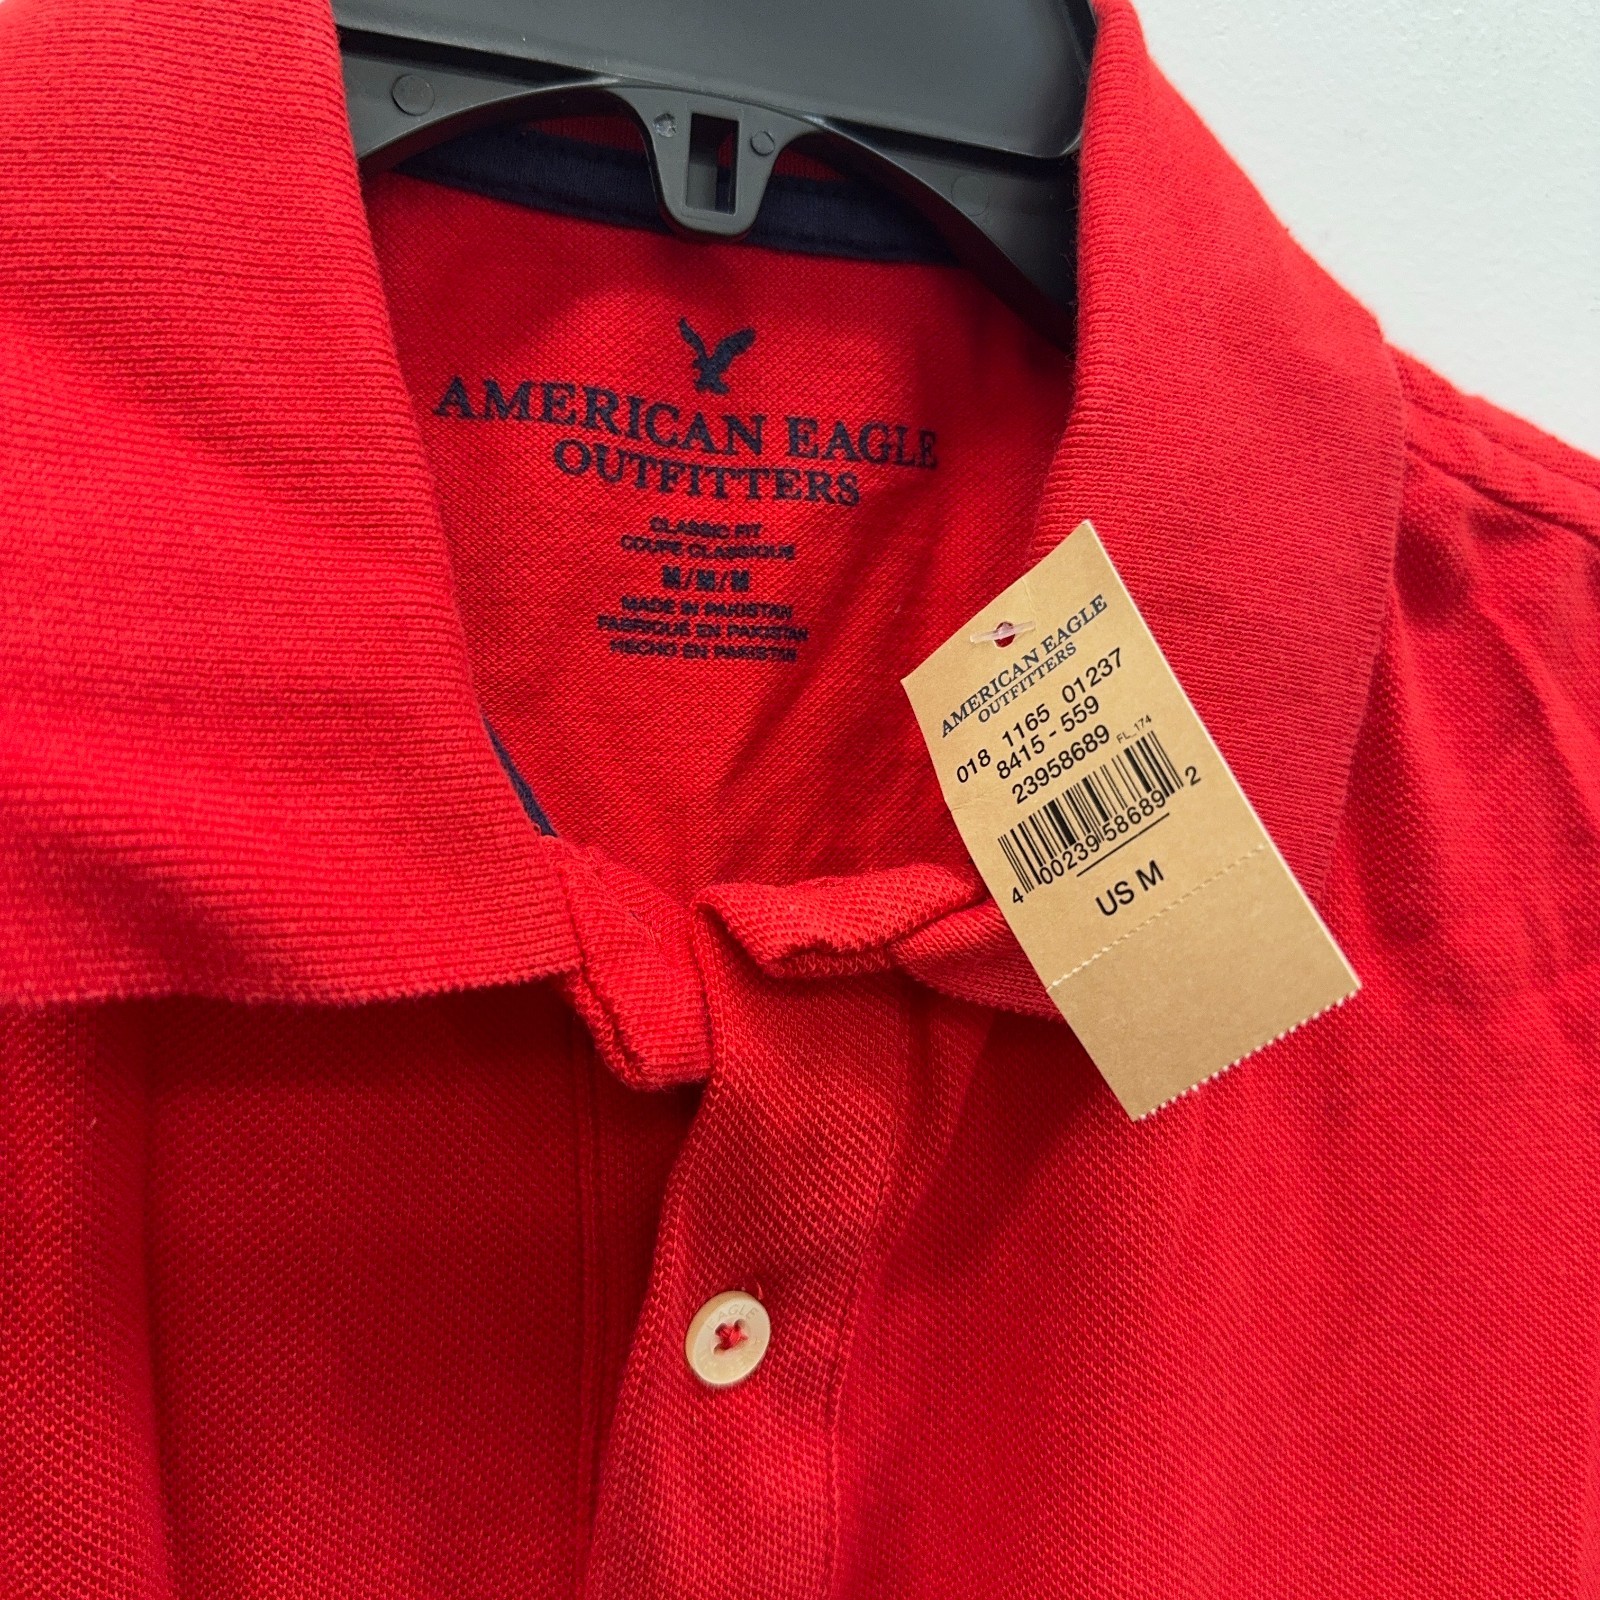 AMERICAN EAGLE
OUTFITTERS
CLASSIC FIT
COUPE CLASSIQUE
M/M/M
MADE IN PAKISTAN
FABRIQUÉ EN PAKISTAN
HECHO EN PAKISTAN
AMERICAN EAGLE
OUTFITTERS
018 1165 01237
8415-559
23958689 FL_174
4 00239 58689 2
US M
EAGLE